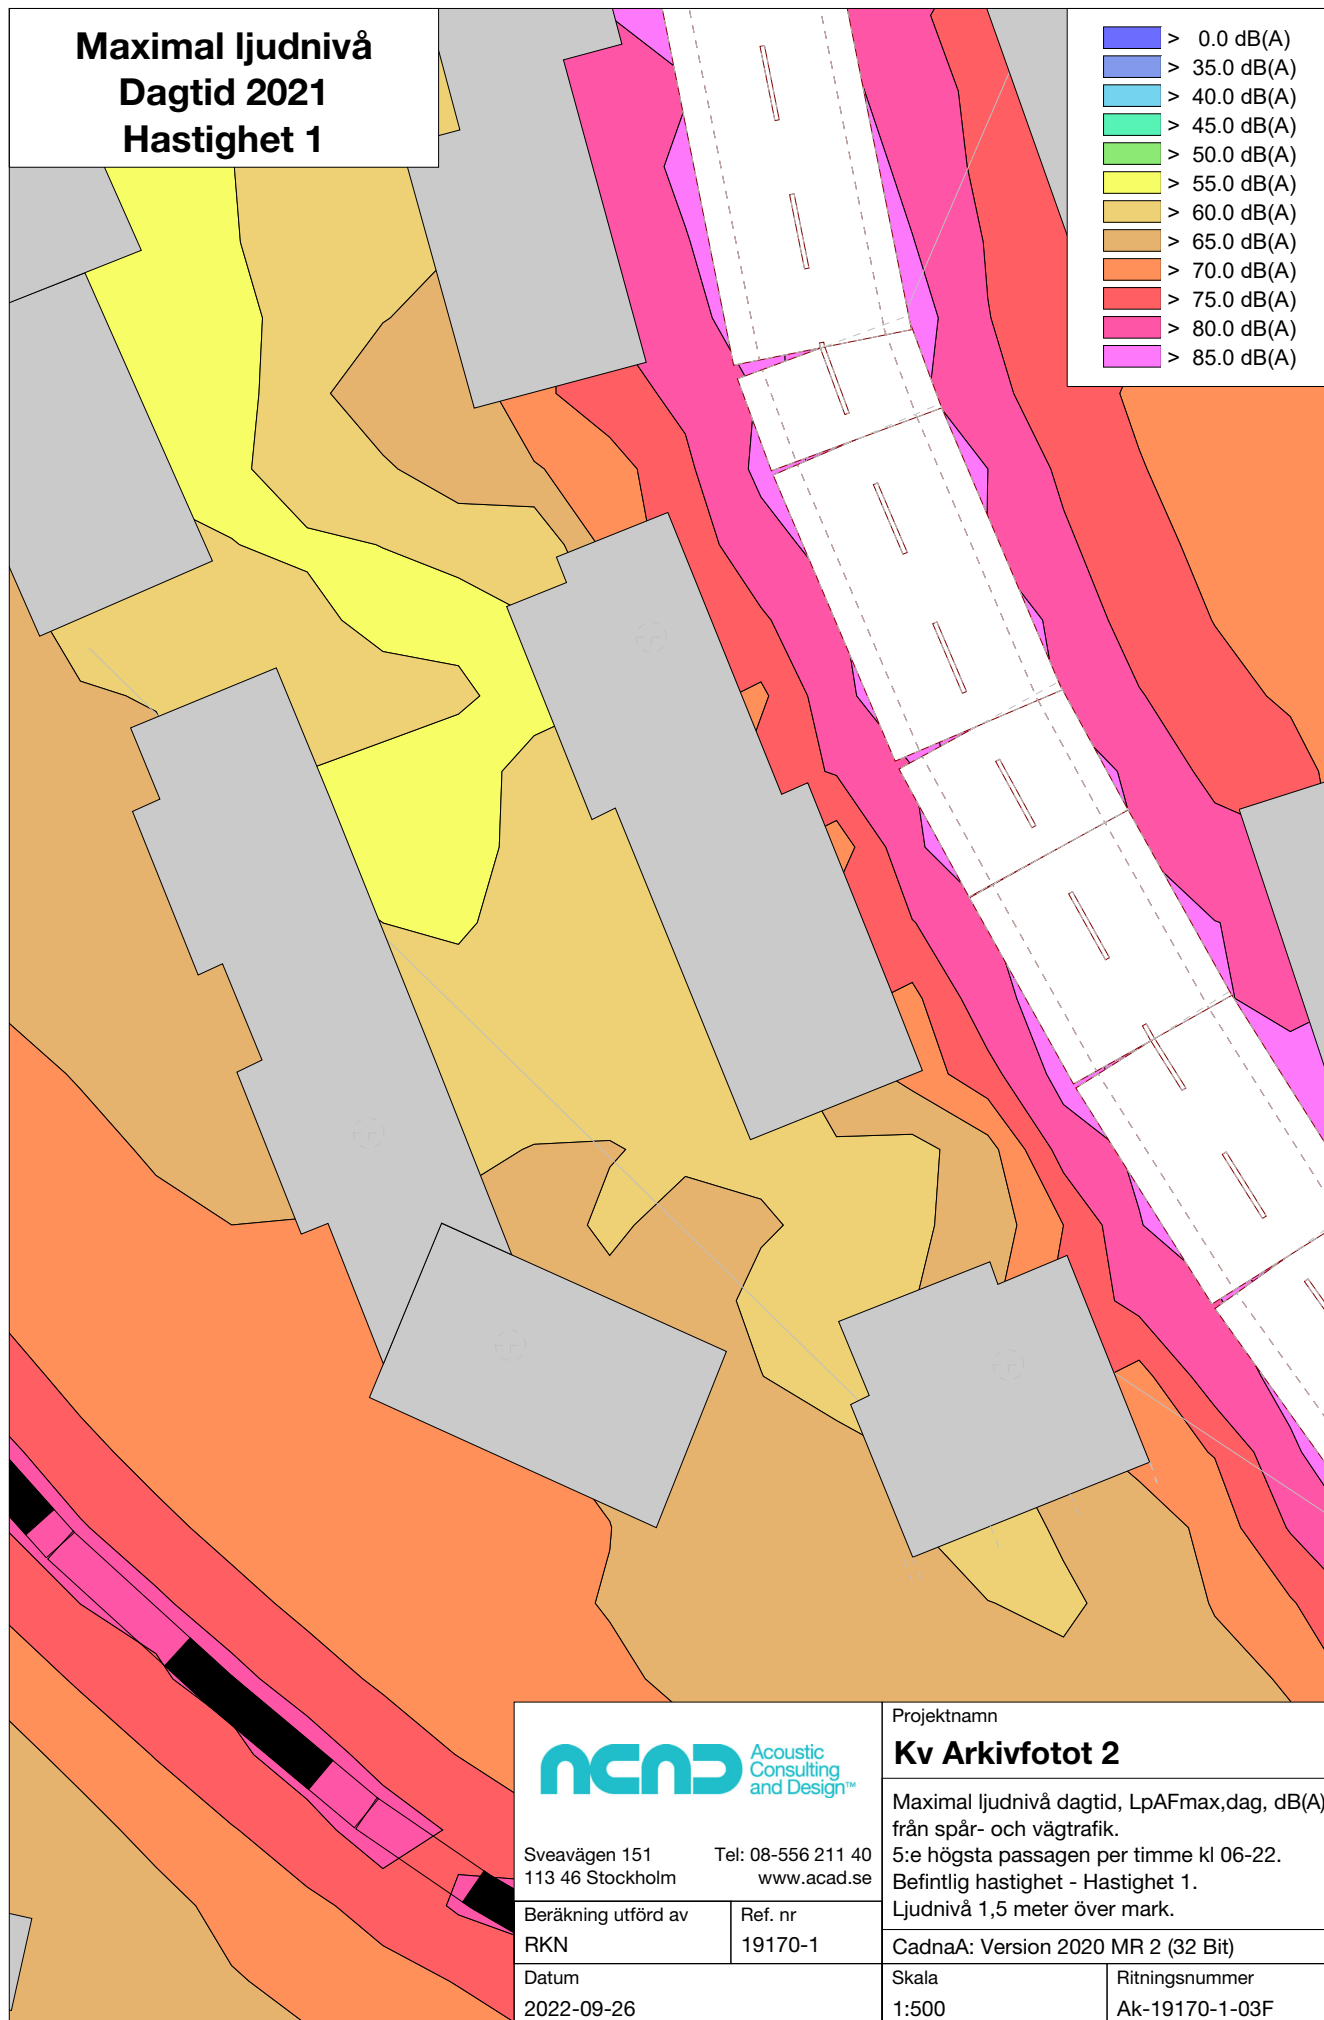 Maximal ljudnivå
Dagtid 2021
Hastighet 1
> 0.0 dB(A)
> 35.0 dB(A)
> 40.0 dB(A)
> 45.0 dB(A)
> 50.0 dB(A)
> 55.0 dB(A)
> 60.0 dB(A)
> 65.0 dB(A)
> 70.0 dB(A)
> 75.0 dB(A)
> 80.0 dB(A)
> 85.0 dB(A)
ACAD Acoustic
Consulting
and Design™
Sveavägen 151 Tel: 08-556 211 40
113 46 Stockholm www.acad.se
Beräkning utförd av
RKN
Ref. nr
19170-1
Datum
2022-09-26
Projektnamn
Kv Arkivfotot 2
Maximal ljudnivå dagtid, LpAFmax,dag, dB(A)
från spår- och vägtrafik.
5:e högsta passagen per timme kl 06-22.
Befintlig hastighet - Hastighet 1.
Ljudnivå 1,5 meter över mark.
CadnaA: Version 2020 MR 2 (32 Bit)
Skala
1:500
Ritningsnummer
Ak-19170-1-03F